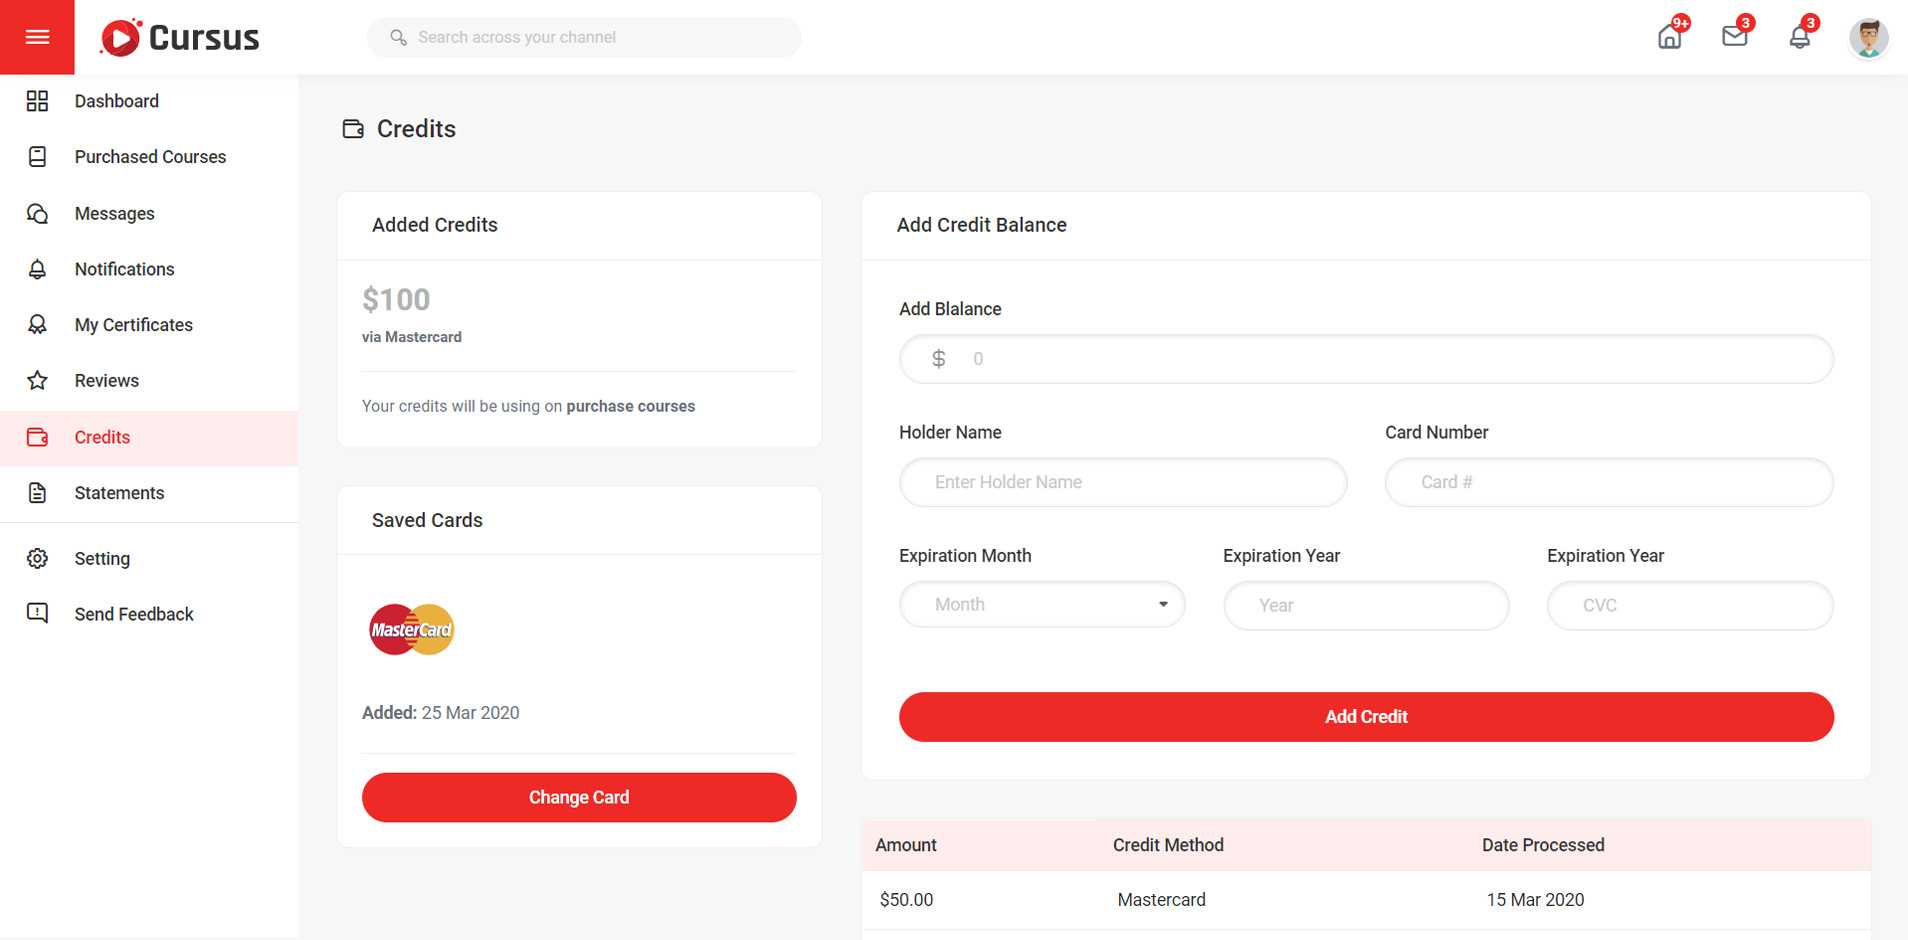 Cursus
Search across your channel
9+
3
3
Dashboard
Purchased Courses
Messages
Notifications
My Certificates
Reviews
Credits
Statements
Setting
Send Feedback
Credits
Added Credits
$100
via Mastercard
Your credits will be using on purchase courses
Saved Cards
MasterCard
Added: 25 Mar 2020
Change Card
Add Credit Balance
Add Blalance
$ 0
Holder Name
Card Number
Enter Holder Name
Card #
Expiration Month
Expiration Year
Expiration Year
Month
Year
CVC
Add Credit
Amount Credit Method Date Processed
$50.00 Mastercard 15 Mar 2020